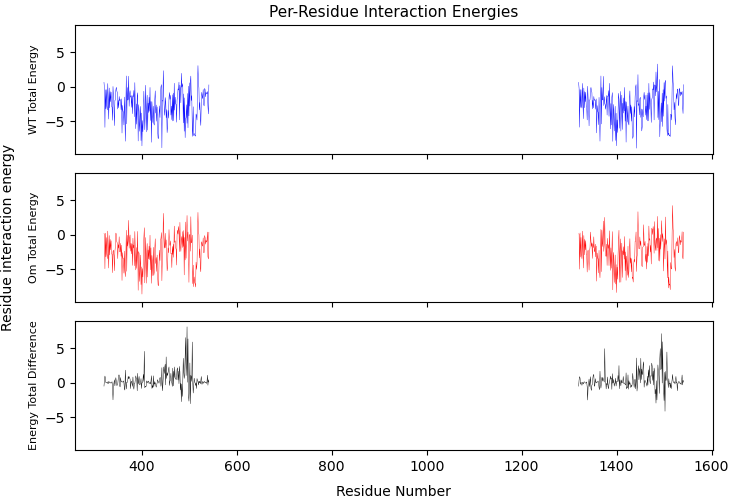 Per-Residue Interaction Energies
Residue interaction energy
WT Total Energy
5
0
−5
Om Total Energy
5
0
−5
Energy Total Difference
5
0
−5
400 600 800 1000 1200 1400 1600
Residue Number